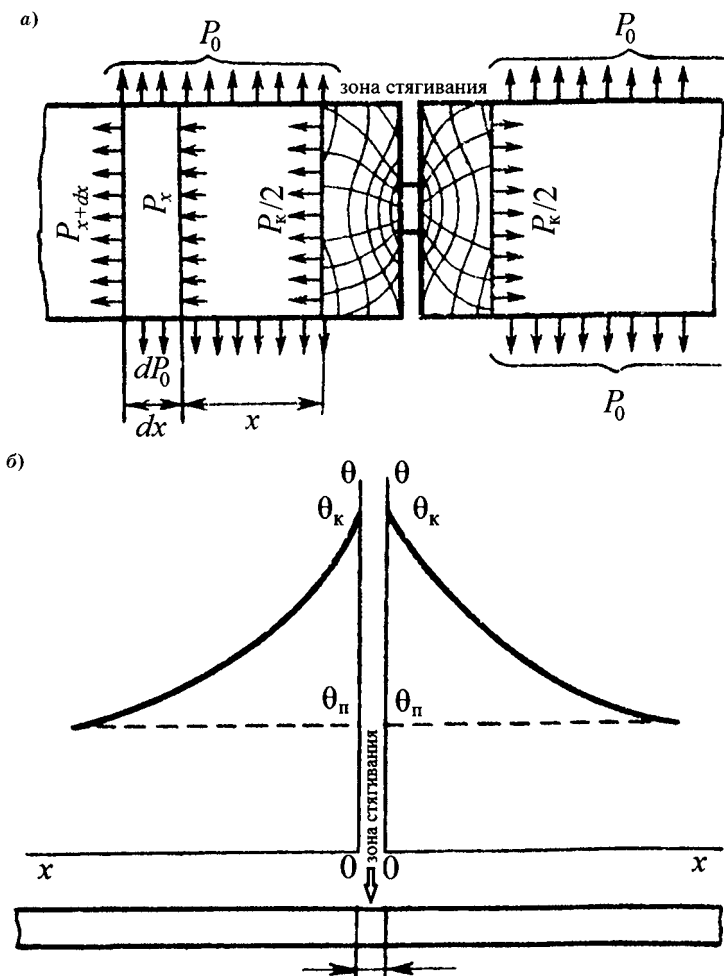 а)
P₀
P₀
зона стягивания
Pₓ₊dₓ
Pₓ
Pк/2
Pк/2
dP₀
P₀
dx
x
б)
θ
θ
θк
θк
θп
θп
зона стягивания
x
0
0
x